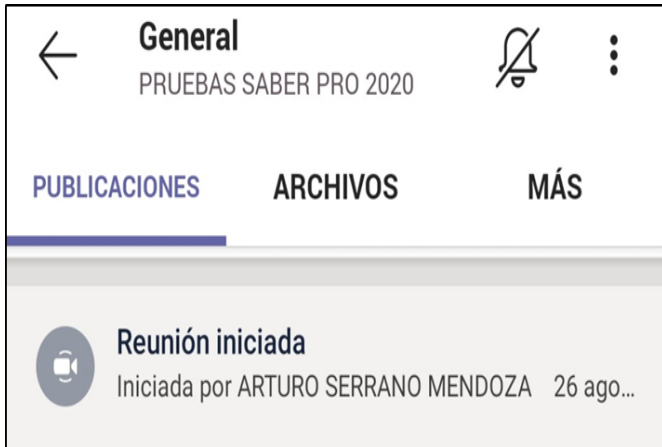 General
PRUEBAS SABER PRO 2020
PUBLICACIONES ARCHIVOS MÁS
Reunión iniciada
Iniciada por ARTURO SERRANO MENDOZA 26 ago...